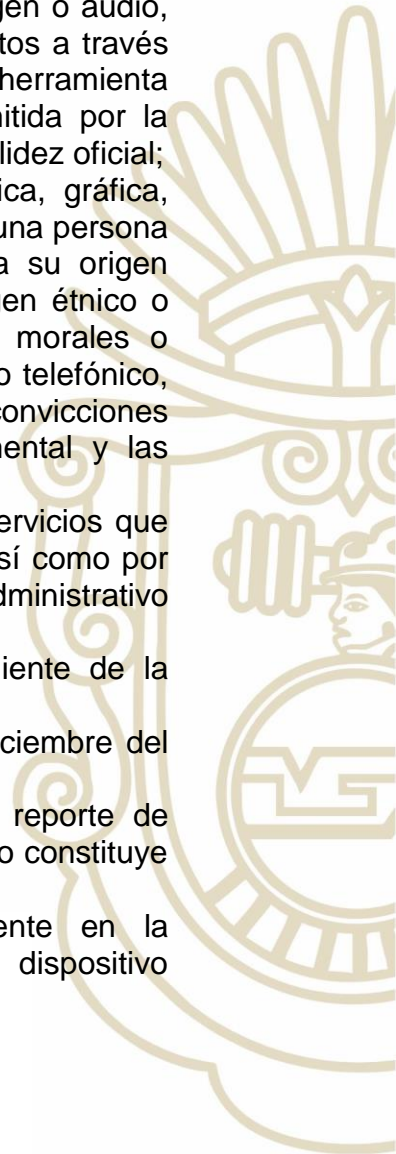 gen o audio,
tos a través
herramienta
nitida por la
lidez oficial;
ica, gráfica,
una persona
a su origen
en étnico o
morales o
o telefónico,
convicciones
nental y las
ervicios que
sí como por
dministrativo
iente de la
ciembre del
reporte de
o constituye
ente en la
dispositivo